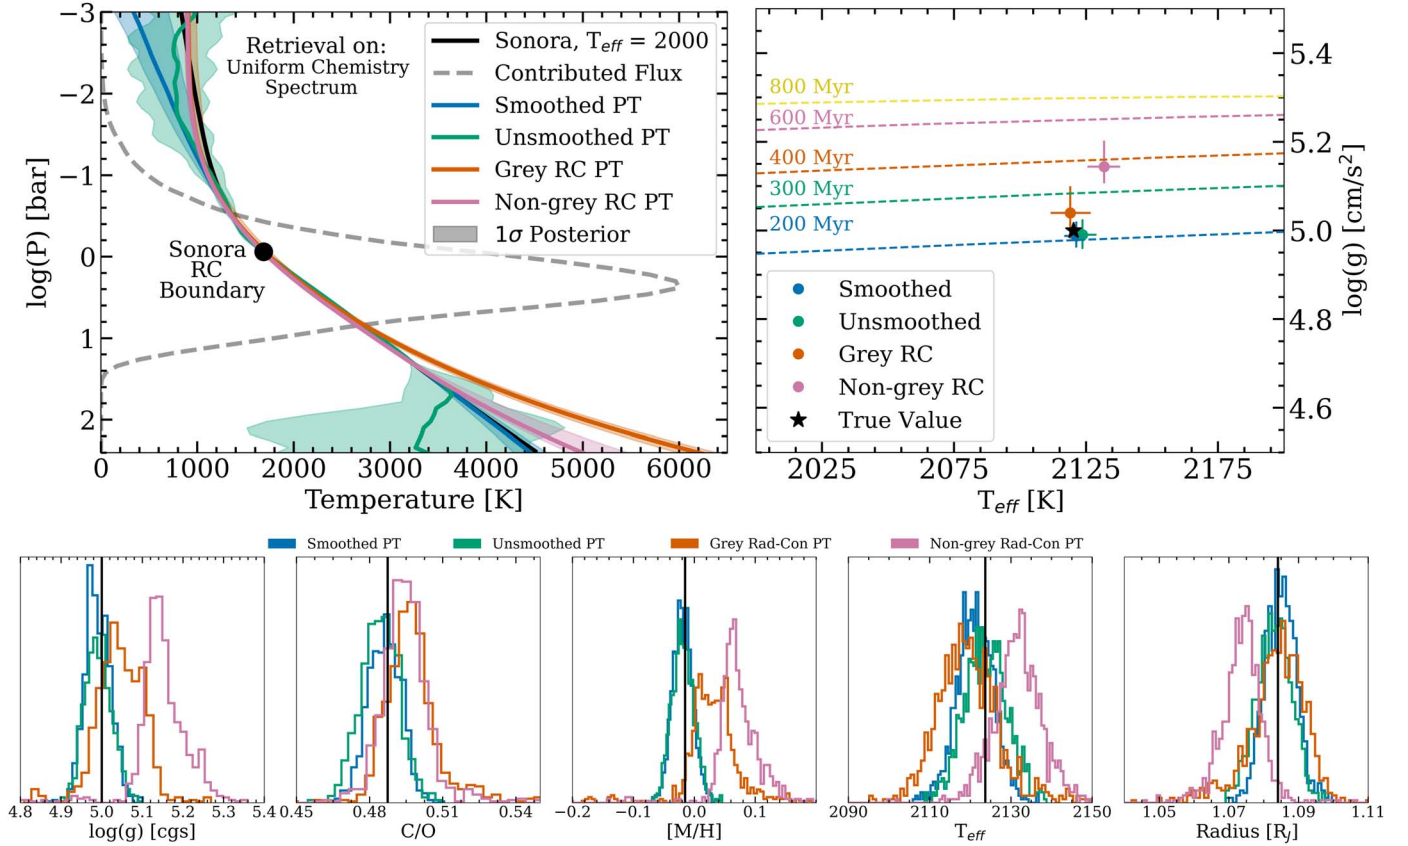 −3
−2
−1
0
1
2
log(P) [bar]
0
1000
2000
3000
4000
5000
6000
Temperature [K]
Retrieval on:
Uniform Chemistry
Spectrum
Sonora
RC
Boundary
Sonora, T_eff = 2000
Contributed Flux
Smoothed PT
Unsmoothed PT
Grey RC PT
Non-grey RC PT
1σ Posterior
800 Myr
600 Myr
400 Myr
300 Myr
200 Myr
Smoothed
Unsmoothed
Grey RC
Non-grey RC
True Value
5.4
5.2
5.0
4.8
4.6
log(g) [cm/s²]
2025
2075
2125
2175
T_eff [K]
Smoothed PT
Unsmoothed PT
Grey Rad-Con PT
Non-grey Rad-Con PT
4.8
4.9
5.0
5.1
5.2
5.3
5.4
log(g) [cgs]
0.45
0.48
0.51
0.54
C/O
−0.2
−0.1
0.0
0.1
[M/H]
2090
2110
2130
2150
T_eff
1.05
1.07
1.09
1.11
Radius [R_J]